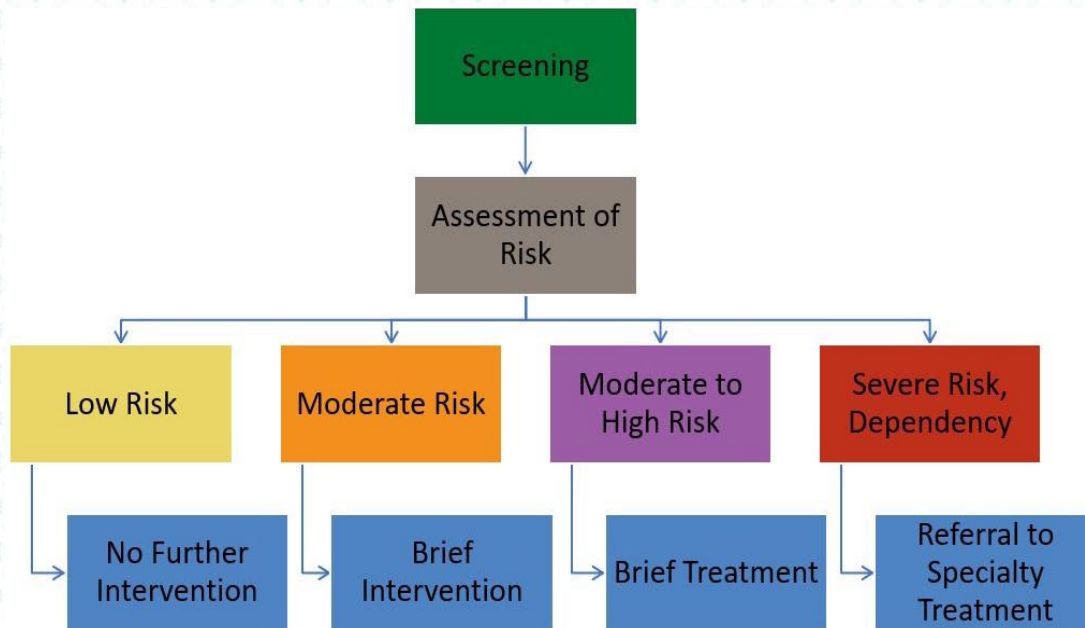 Screening
Assessment of
Risk
Low Risk
Moderate Risk
Moderate to
High Risk
Severe Risk,
Dependency
No Further
Intervention
Brief
Intervention
Brief Treatment
Referral to
Specialty
Treatment